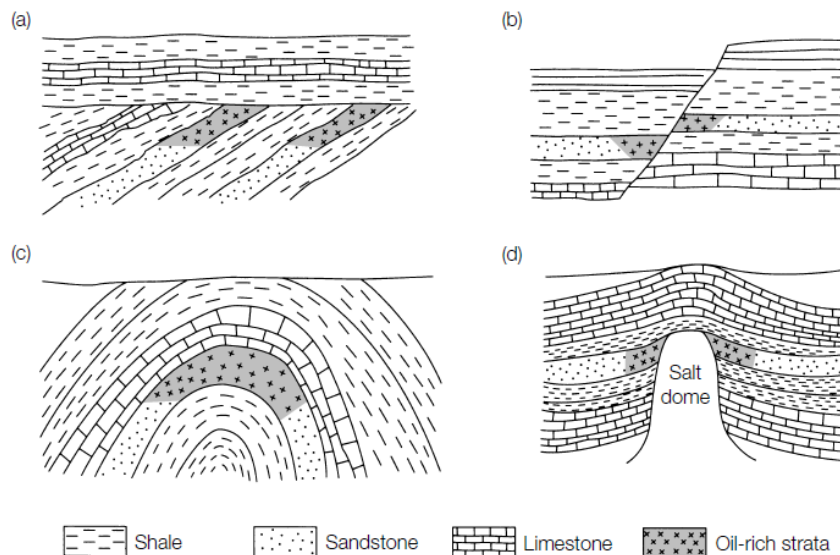 (a)
(b)
(c)
(d)
Salt
dome
Shale
Sandstone
Limestone
Oil-rich strata